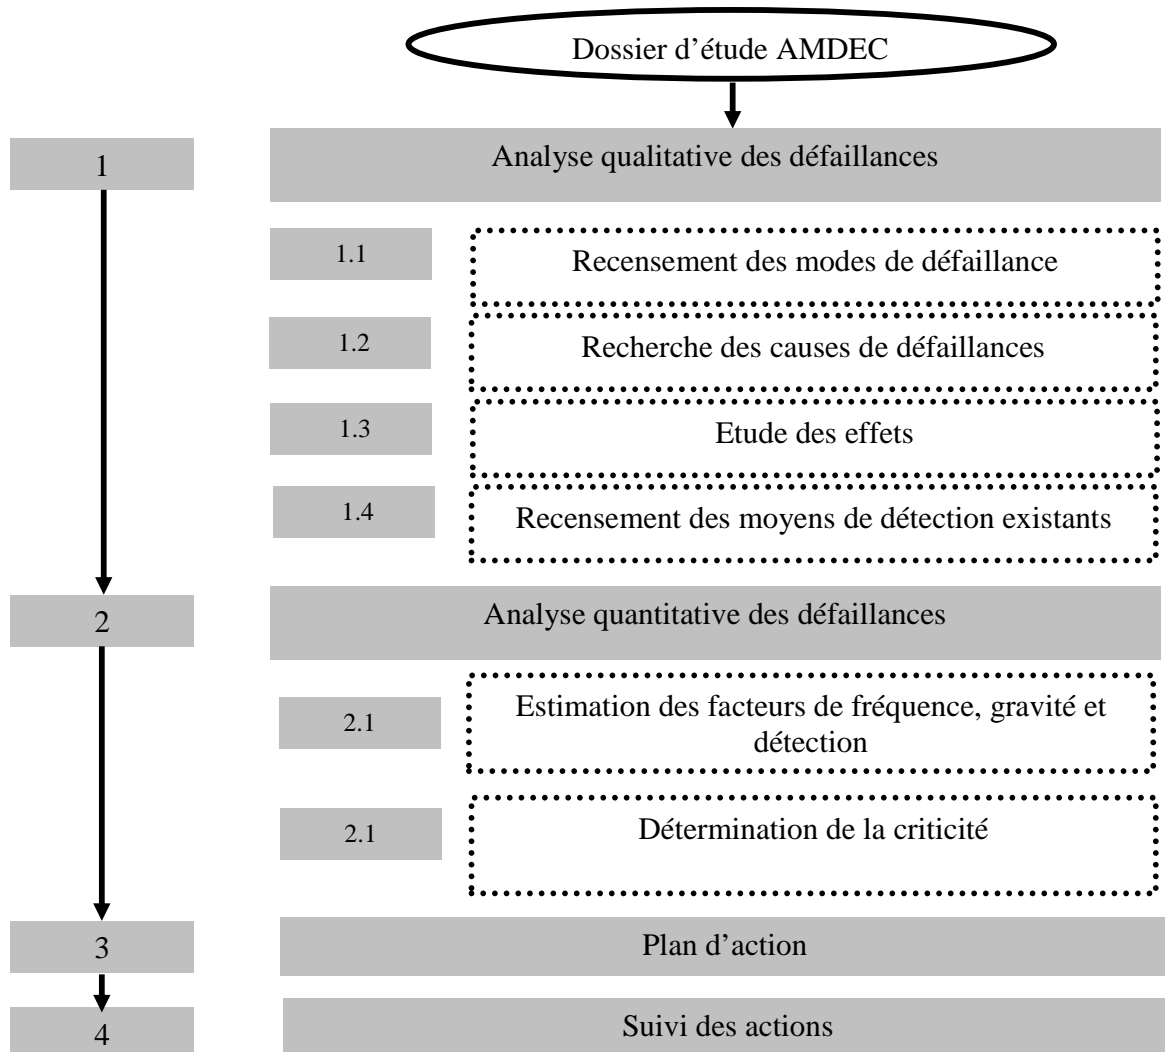 Dossier d’étude AMDEC
1
Analyse qualitative des défaillances
1.1
Recensement des modes de défaillance
1.2
Recherche des causes de défaillances
1.3
Etude des effets
1.4
Recensement des moyens de détection existants
2
Analyse quantitative des défaillances
2.1
Estimation des facteurs de fréquence, gravité et
détection
2.1
Détermination de la criticité
3
Plan d’action
4
Suivi des actions